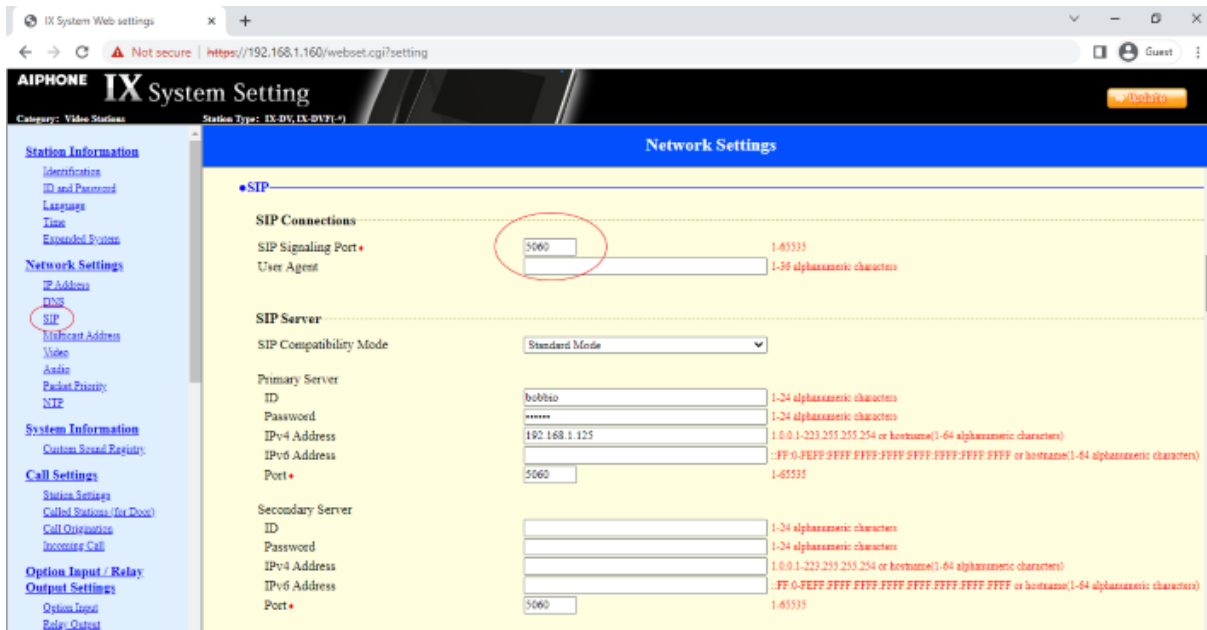 IX System Web settings
Not secure https://192.168.1.160/webset.cgi?setting Guest
AIPHONE IX System Setting
Update
Category: Video Stations Station Type: IX-DV, IX-DVF(-*)
Network Settings
Station Information
Identification
ID and Password
Language
Time
Expanded System
Network Settings
IP Address
DNS
SIP
Multicast Address
Video
Audio
Packet Priority
NTP
System Information
Custom Sound Registry
Call Settings
Station Settings
Called Stations (for Door)
Call Origination
Incoming Call
Option Input / Relay
Output Settings
Option Input
Relay Output
●SIP
SIP Connections
SIP Signaling Port♦ 5060 1-65535
User Agent 1-36 alphanumeric characters
SIP Server
SIP Compatibility Mode Standard Mode
Primary Server
ID bobbio 1-24 alphanumeric characters
Password •••••• 1-24 alphanumeric characters
IPv4 Address 192.168.1.125 1.0.0.1-223.255.255.254 or hostname(1-64 alphanumeric characters)
IPv6 Address ::FF:0-FEFF:FFFF:FFFF:FFFF:FFFF:FFFF:FFFF:FFFF or hostname(1-64 alphanumeric characters)
Port♦ 5060 1-65535
Secondary Server
ID 1-24 alphanumeric characters
Password 1-24 alphanumeric characters
IPv4 Address 1.0.0.1-223.255.255.254 or hostname(1-64 alphanumeric characters)
IPv6 Address ::FF:0-FEFF:FFFF:FFFF:FFFF:FFFF:FFFF:FFFF:FFFF or hostname(1-64 alphanumeric characters)
Port♦ 5060 1-65535